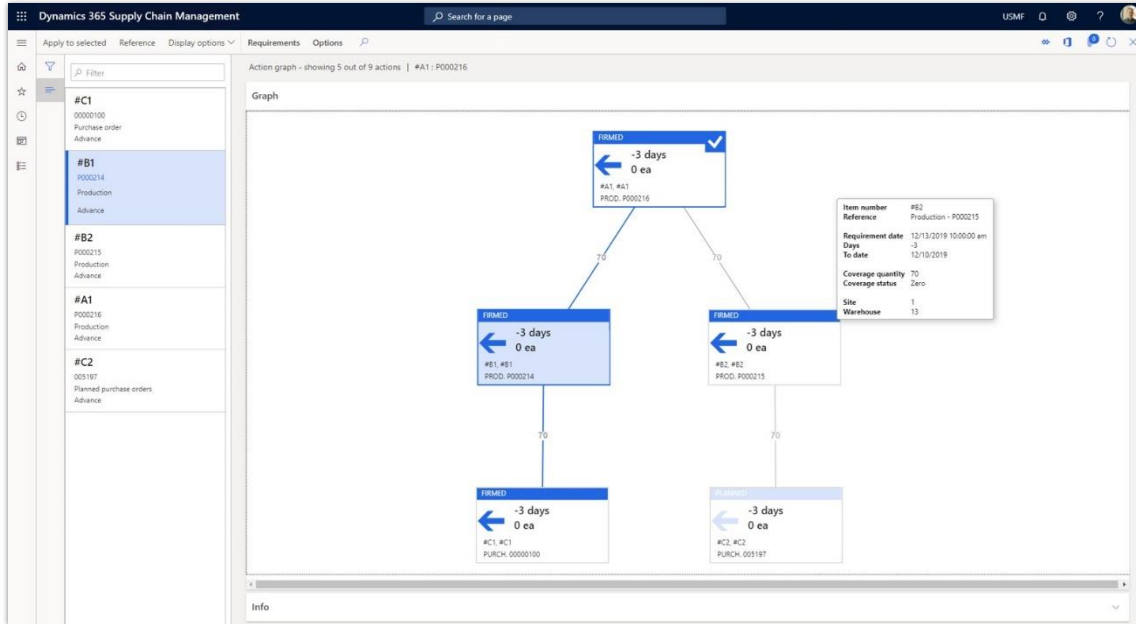 Dynamics 365 Supply Chain Management
Search for a page
USMF
?
Apply to selected Reference Display options Requirements Options
0
Filter
Action graph - showing 5 out of 9 actions | #A1 : P000216
#C1
00000100
Purchase order
Advance
#B1
P000214
Production
Advance
#B2
P000215
Production
Advance
#A1
P000216
Production
Advance
#C2
005197
Planned purchase orders
Advance
Graph
FIRMED
-3 days
0 ea
#A1, #A1
PROD. P000216
70
70
Item number #B2
Reference Production - P000215
Requirement date 12/13/2019 10:00:00 am
Days -3
To date 12/10/2019
Coverage quantity 70
Coverage status Zero
Site 1
Warehouse 13
FIRMED
-3 days
0 ea
#B1, #B1
PROD. P000214
FIRMED
-3 days
0 ea
#B2, #B2
PROD. P000215
70
70
FIRMED
-3 days
0 ea
#C1, #C1
PURCH. 00000100
PLANNED
-3 days
0 ea
#C2, #C2
PURCH. 005197
Info